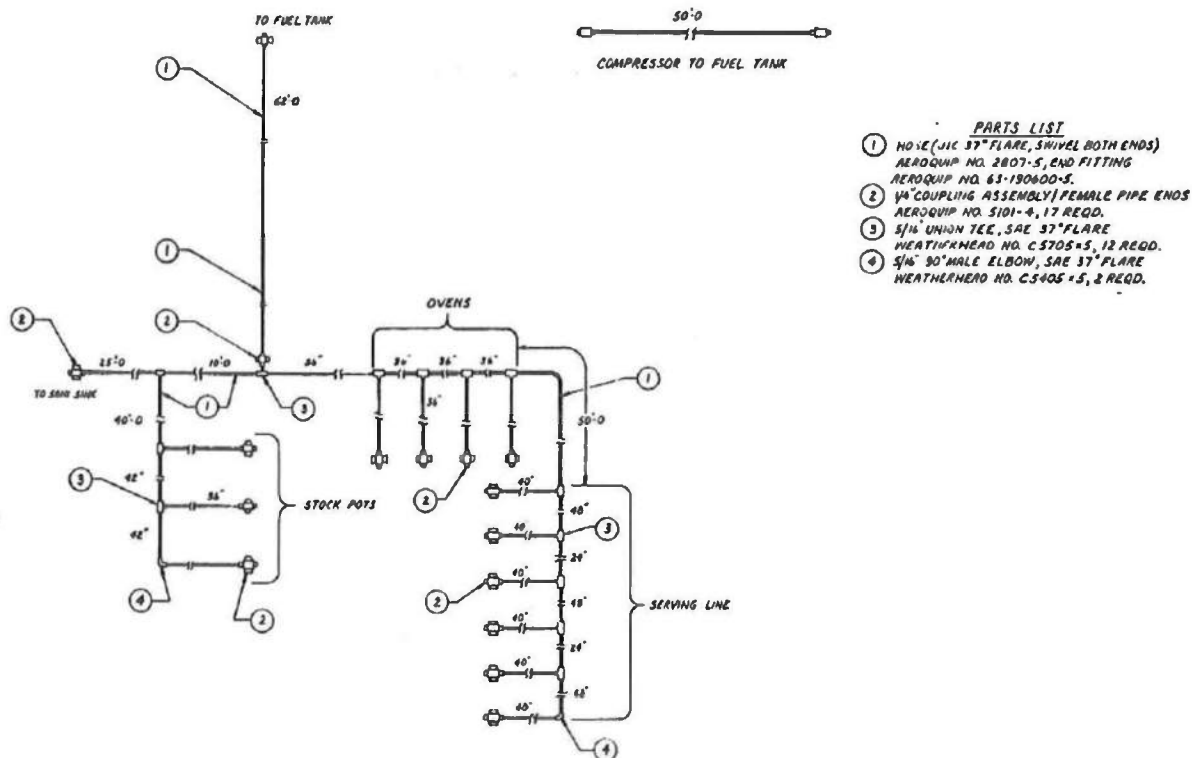 TO FUEL TANK
50'-0
COMPRESSOR TO FUEL TANK
1
62'-0
PARTS LIST
1 HOSE (JIC 37° FLARE, SWIVEL BOTH ENDS)
AEROQUIP NO. 2807-5, END FITTING
AEROQUIP NO. 63-190600-5.
2 1/4" COUPLING ASSEMBLY/FEMALE PIPE ENDS
AEROQUIP NO. 5101-4, 17 REQD.
3 5/16" UNION TEE, SAE 37° FLARE
WEATHERHEAD NO. C5705×5, 12 REQD.
4 5/16" 90° MALE ELBOW, SAE 37° FLARE
WEATHERHEAD NO. C5405×5, 2 REQD.
1
OVENS
2
2
25'-0
10'-0
36"
36"
36"
36"
1
TO
1
3
36"
50'-0
40'-0
2
3
42"
36"
STOCK POTS
40"
48"
40
3
42"
24"
4
2
2
40"
48"
SERVING LINE
40"
24"
40"
48"
40"
4